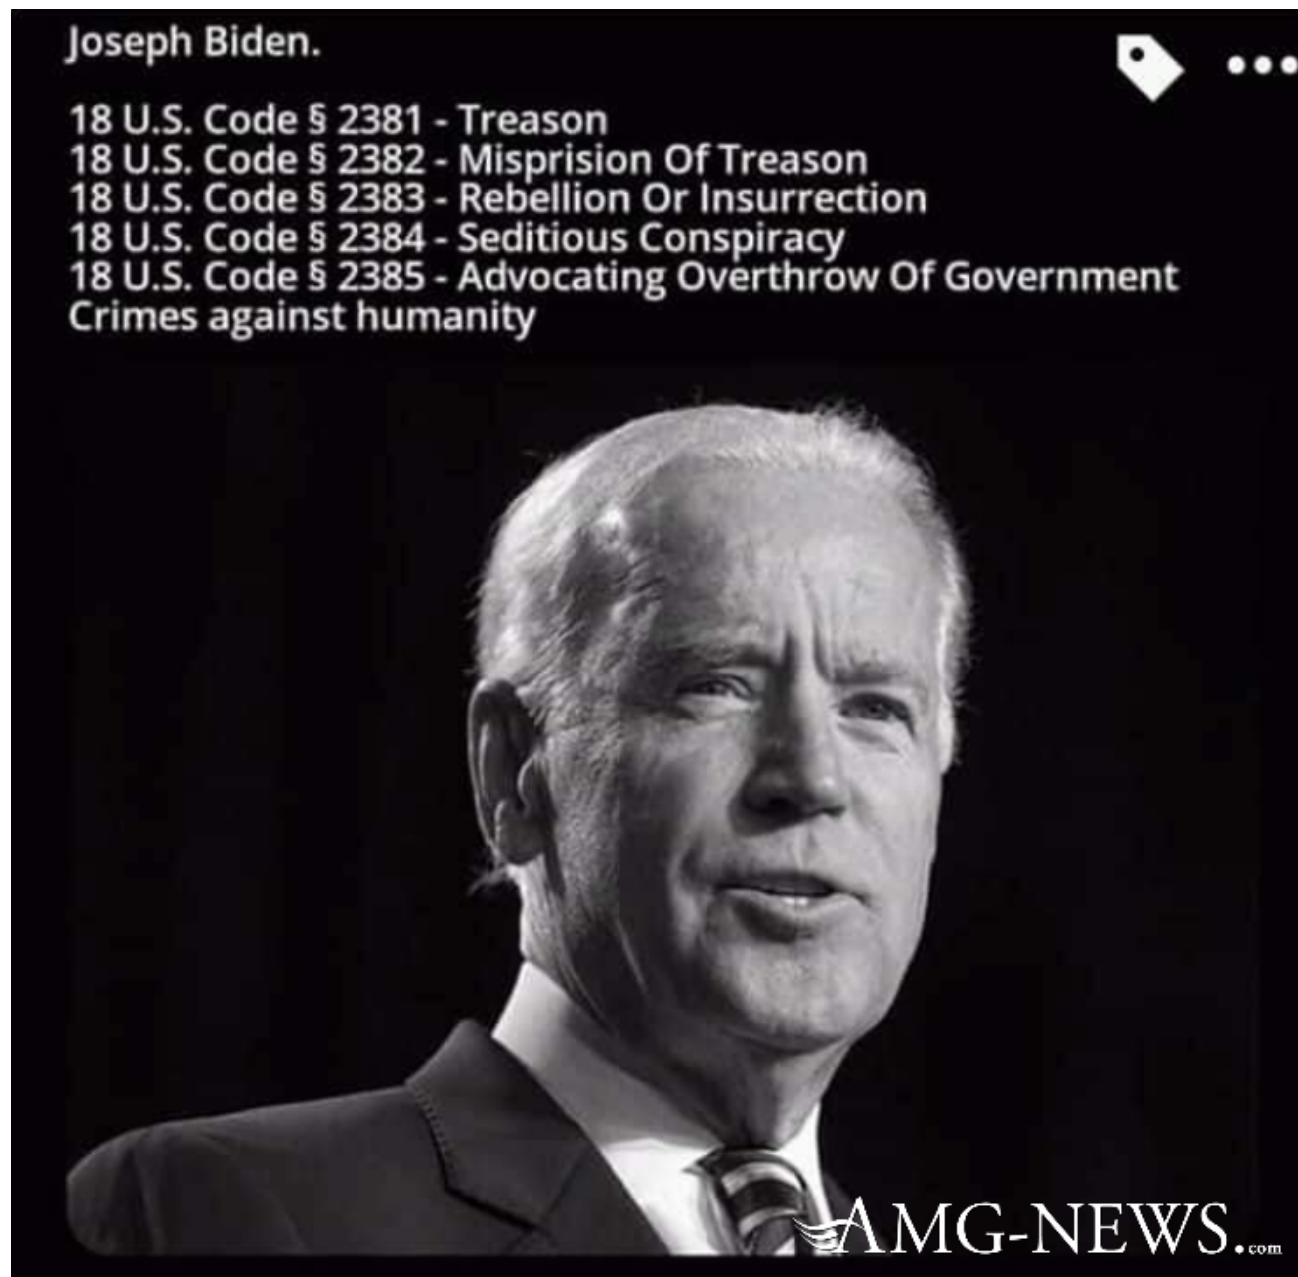 Joseph Biden.
18 U.S. Code § 2381 - Treason
18 U.S. Code § 2382 - Misprision Of Treason
18 U.S. Code § 2383 - Rebellion Or Insurrection
18 U.S. Code § 2384 - Seditious Conspiracy
18 U.S. Code § 2385 - Advocating Overthrow Of Government
Crimes against humanity
AMG-NEWS.com